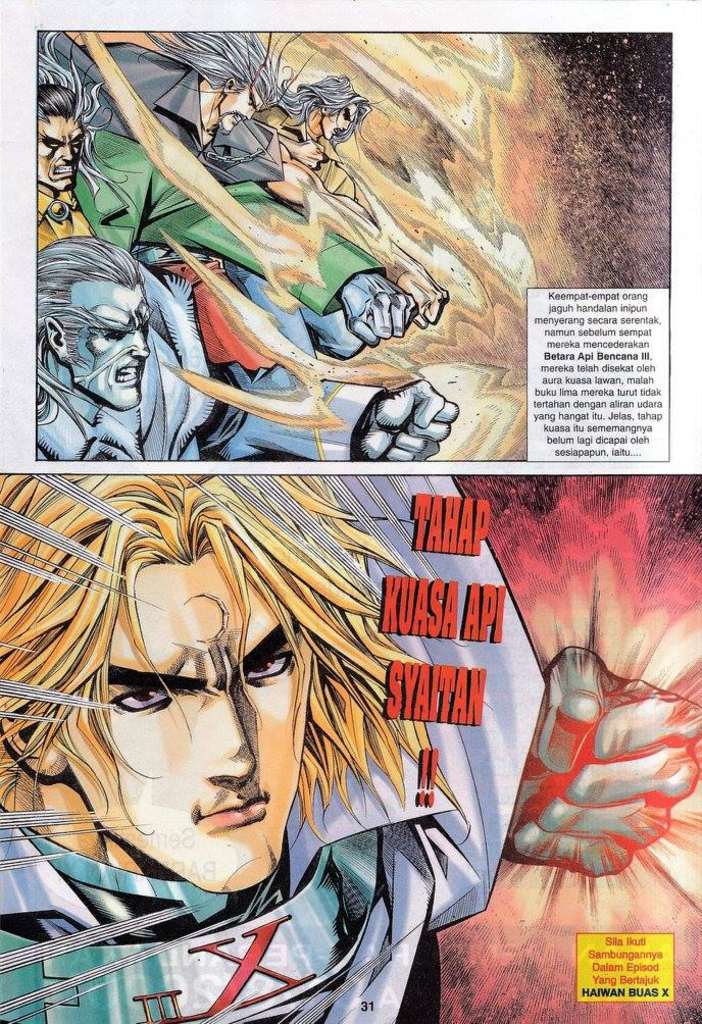 Keempat-empat orang
jaguh handalan inipun
menyerang secara serentak,
namun sebelum sempat
mereka mencederakan
Betara Api Bencana III,
mereka telah disekat oleh
aura kuasa lawan, malah
buku lima mereka turut tidak
tertahan dengan aliran udara
yang hangat itu. Jelas, tahap
kuasa itu sememangnya
belum lagi dicapai oleh
sesiapapun, iaitu....
TAHAP
KUASA API
SYAITAN
!!
III X
31
Sila Ikuti
Sambungannya
Dalam Episod
Yang Bertajuk
HAIWAN BUAS X